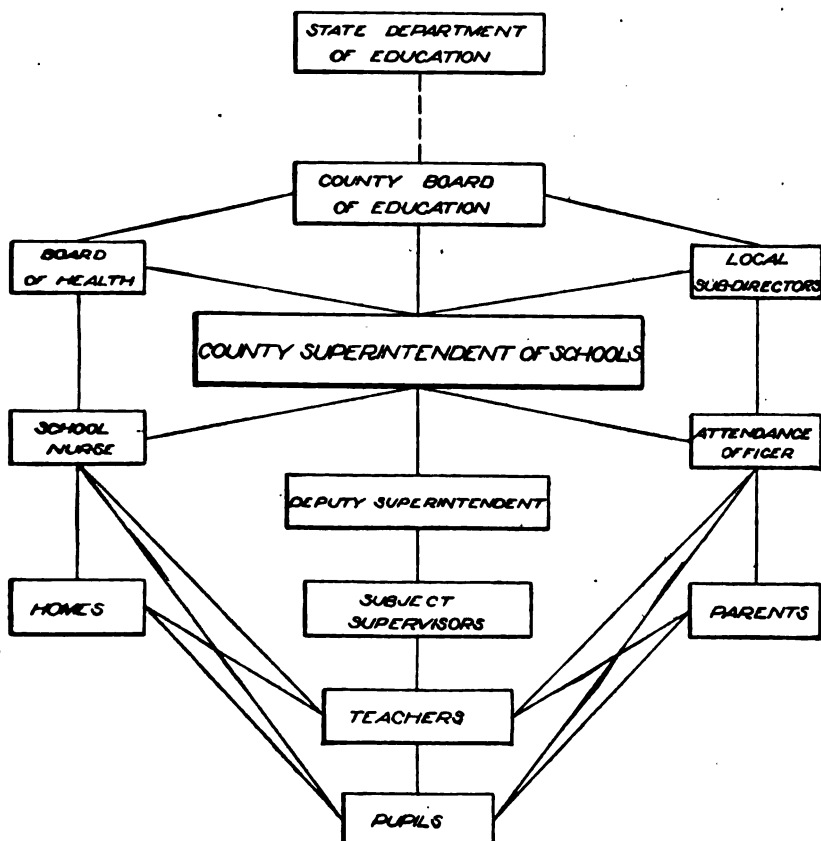 STATE DEPARTMENT
OF EDUCATION
COUNTY BOARD
OF EDUCATION
BOARD
OF HEALTH
LOCAL
SUB-DIRECTORS
COUNTY SUPERINTENDENT OF SCHOOLS
SCHOOL
NURSE
ATTENDANCE
OFFICER
DEPUTY SUPERINTENDENT
HOMES
SUBJECT
SUPERVISORS
PARENTS
TEACHERS
PUPILS